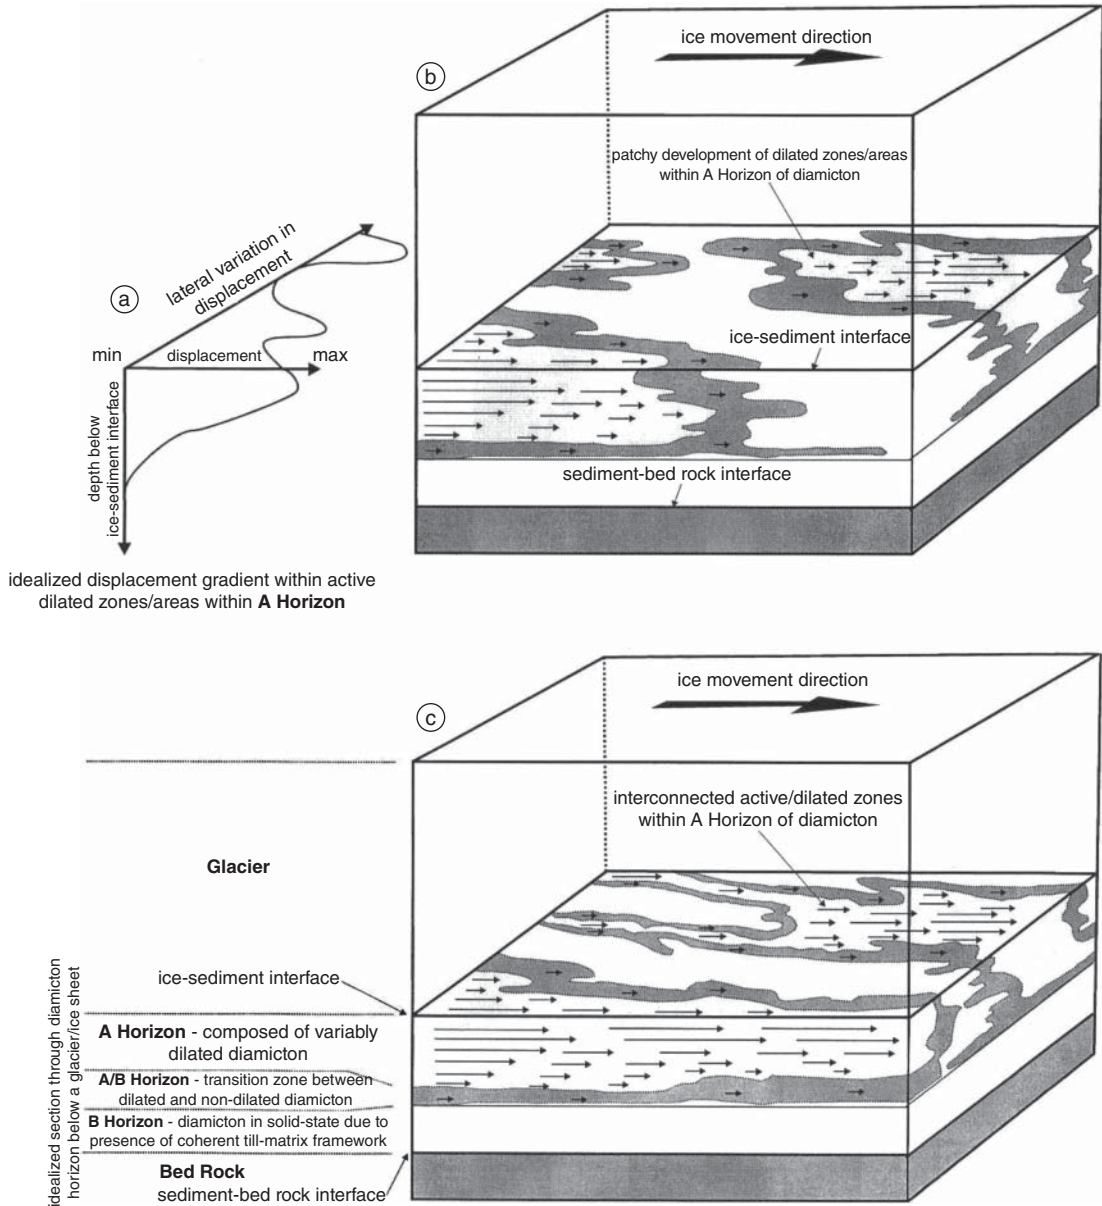 b
ice movement direction
patchy development of dilated zones/areas
within A Horizon of diamicton
a
lateral variation in
displacement
min
displacement
max
depth below
ice-sediment interface
ice-sediment interface
sediment-bed rock interface
idealized displacement gradient within active
dilated zones/areas within A Horizon
c
ice movement direction
interconnected active/dilated zones
within A Horizon of diamicton
Glacier
idealized section through diamicton
horizon below a glacier/ice sheet
ice-sediment interface
A Horizon - composed of variably
dilated diamicton
A/B Horizon - transition zone between
dilated and non-dilated diamicton
B Horizon - diamicton in solid-state due to
presence of coherent till-matrix framework
Bed Rock
sediment-bed rock interface